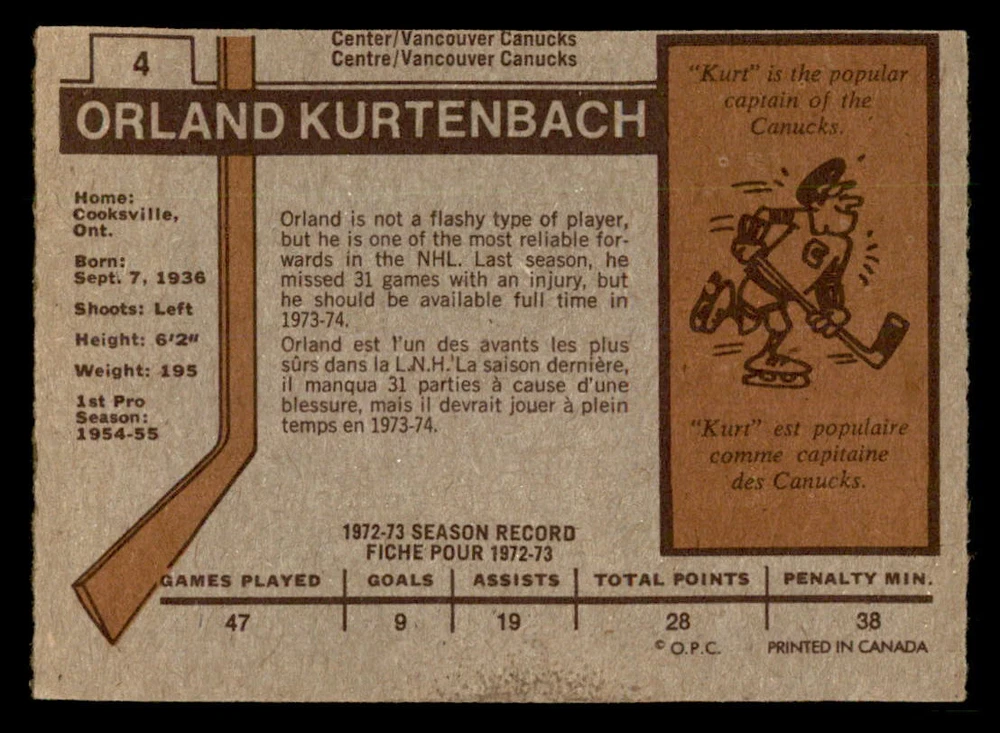 4
Center/Vancouver Canucks
Centre/Vancouver Canucks
ORLAND KURTENBACH
Home:
Cooksville,
Ont.
Born:
Sept. 7, 1936
Shoots: Left
Height: 6'2"
Weight: 195
1st Pro
Season:
1954-55
Orland is not a flashy type of player,
but he is one of the most reliable for-
wards in the NHL. Last season, he
missed 31 games with an injury, but
he should be available full time in
1973-74.
Orland est l'un des avants les plus
sûrs dans la L.N.H. La saison dernière,
il manqua 31 parties à cause d'une
blessure, mais il devrait jouer à plein
temps en 1973-74.
"Kurt" is the popular
captain of the
Canucks.
C
"Kurt" est populaire
comme capitaine
des Canucks.
1972-73 SEASON RECORD
FICHE POUR 1972-73
GAMES PLAYED GOALS ASSISTS TOTAL POINTS PENALTY MIN.
47 9 19 28 38
© O.P.C. PRINTED IN CANADA